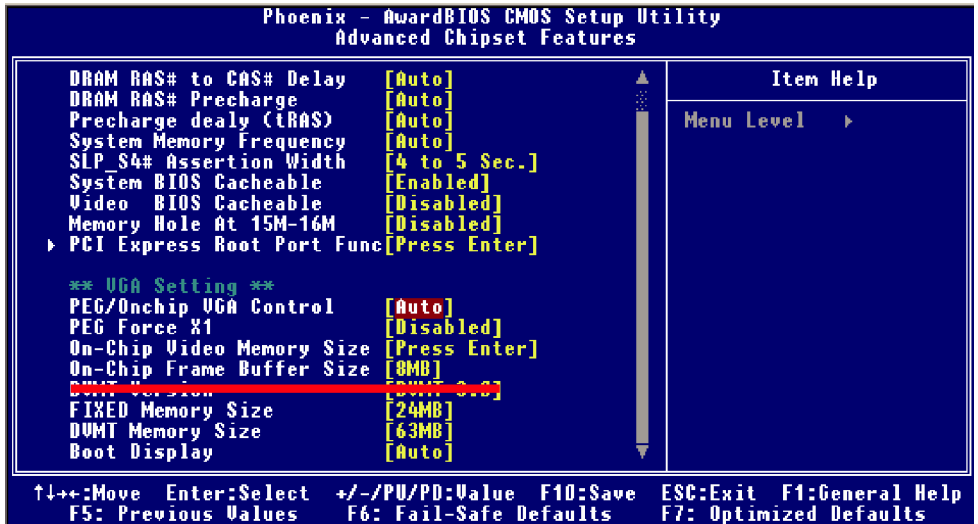 Phoenix - AwardBIOS CMOS Setup Utility
Advanced Chipset Features
DRAM RAS# to CAS# Delay [Auto]
DRAM RAS# Precharge [Auto]
Precharge dealy (tRAS) [Auto]
System Memory Frequency [Auto]
SLP_S4# Assertion Width [4 to 5 Sec.]
System BIOS Cacheable [Enabled]
Video BIOS Cacheable [Disabled]
Memory Hole At 15M-16M [Disabled]
PCI Express Root Port Func[Press Enter]
** VGA Setting **
PEG/Onchip VGA Control [Auto]
PEG Force X1 [Disabled]
On-Chip Video Memory Size [Press Enter]
On-Chip Frame Buffer Size [8MB]
FIXED Memory Size [24MB]
DVMT Memory Size [63MB]
Boot Display [Auto]
Item Help
Menu Level
↑↓→←:Move Enter:Select +/-/PU/PD:Value F10:Save ESC:Exit F1:General Help
F5: Previous Values F6: Fail-Safe Defaults F7: Optimized Defaults